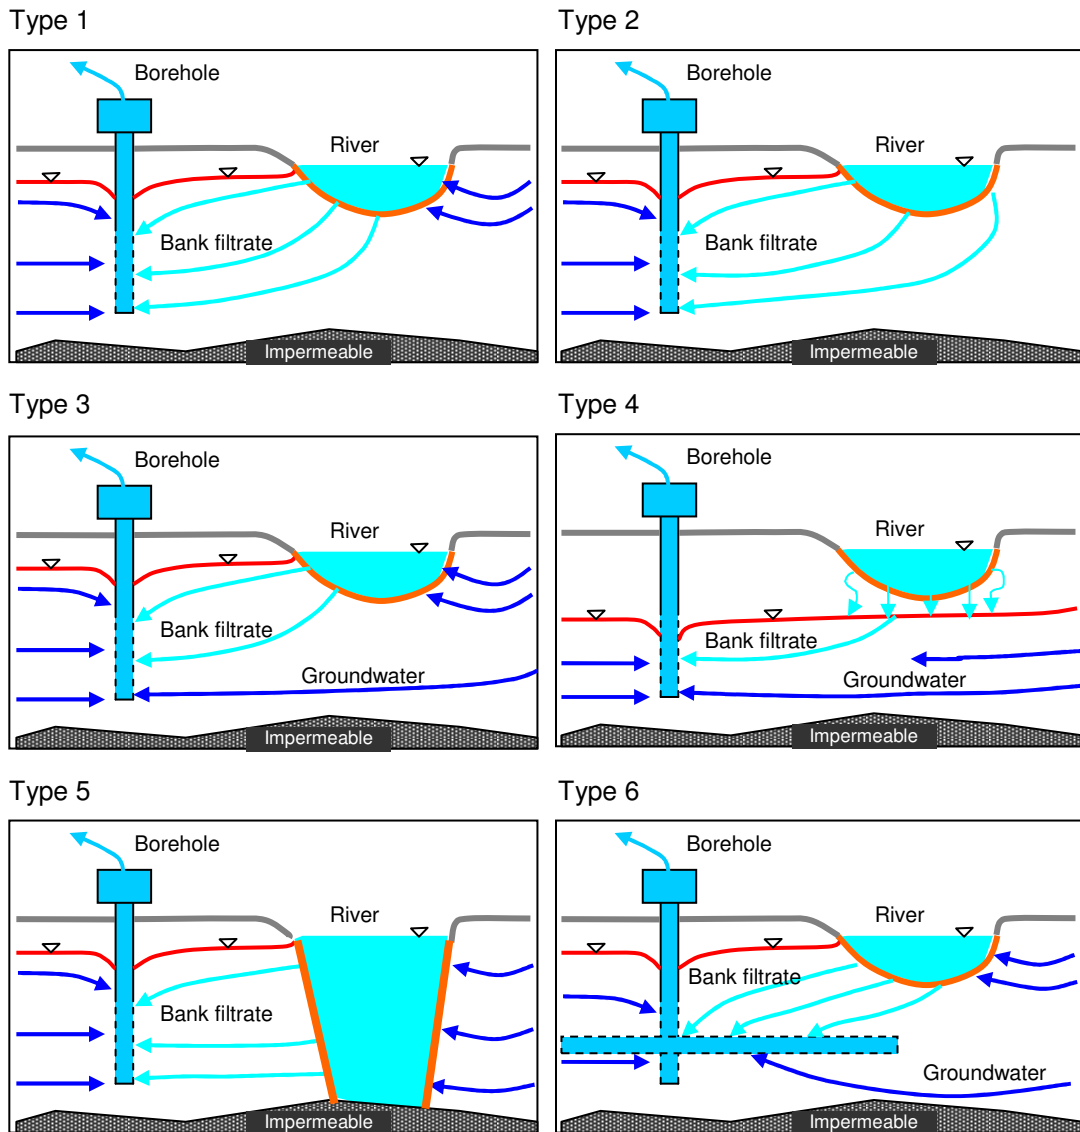 Type 1
Type 2
Borehole
River
Bank filtrate
Impermeable
Borehole
River
Bank filtrate
Impermeable
Type 3
Type 4
Borehole
River
Bank filtrate
Groundwater
Impermeable
Borehole
River
Bank filtrate
Groundwater
Impermeable
Type 5
Type 6
Borehole
River
Bank filtrate
Impermeable
Borehole
River
Bank filtrate
Groundwater
Impermeable